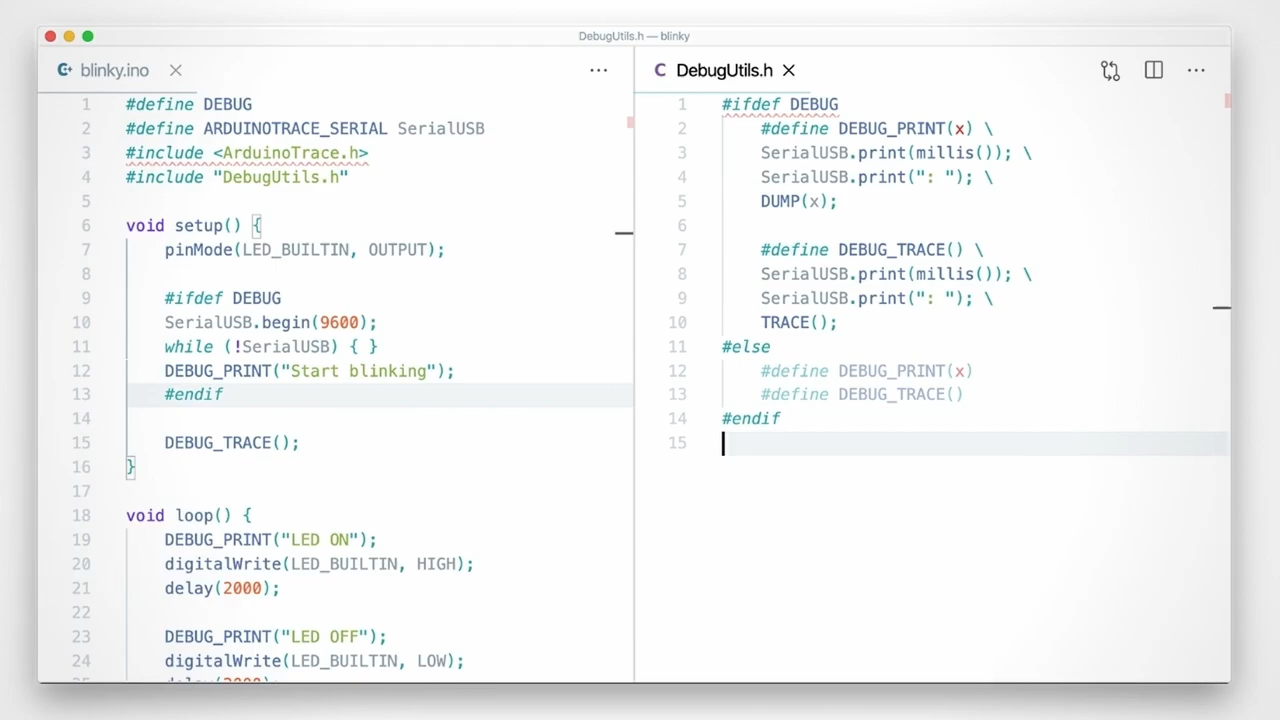 DebugUtils.h — blinky
blinky.ino
1 #define DEBUG
2 #define ARDUINOTRACE_SERIAL SerialUSB
3 #include <ArduinoTrace.h>
4 #include "DebugUtils.h"
5
6 void setup() {
7 pinMode(LED_BUILTIN, OUTPUT);
8
9 #ifdef DEBUG
10 SerialUSB.begin(9600);
11 while (!SerialUSB) { }
12 DEBUG_PRINT("Start blinking");
13 #endif
14
15 DEBUG_TRACE();
16 }
17
18 void loop() {
19 DEBUG_PRINT("LED ON");
20 digitalWrite(LED_BUILTIN, HIGH);
21 delay(2000);
22
23 DEBUG_PRINT("LED OFF");
24 digitalWrite(LED_BUILTIN, LOW);
C DebugUtils.h
1 #ifdef DEBUG
2 #define DEBUG_PRINT(x) \
3 SerialUSB.print(millis()); \
4 SerialUSB.print(": "); \
5 DUMP(x);
6
7 #define DEBUG_TRACE() \
8 SerialUSB.print(millis()); \
9 SerialUSB.print(": "); \
10 TRACE();
11 #else
12 #define DEBUG_PRINT(x)
13 #define DEBUG_TRACE()
14 #endif
15